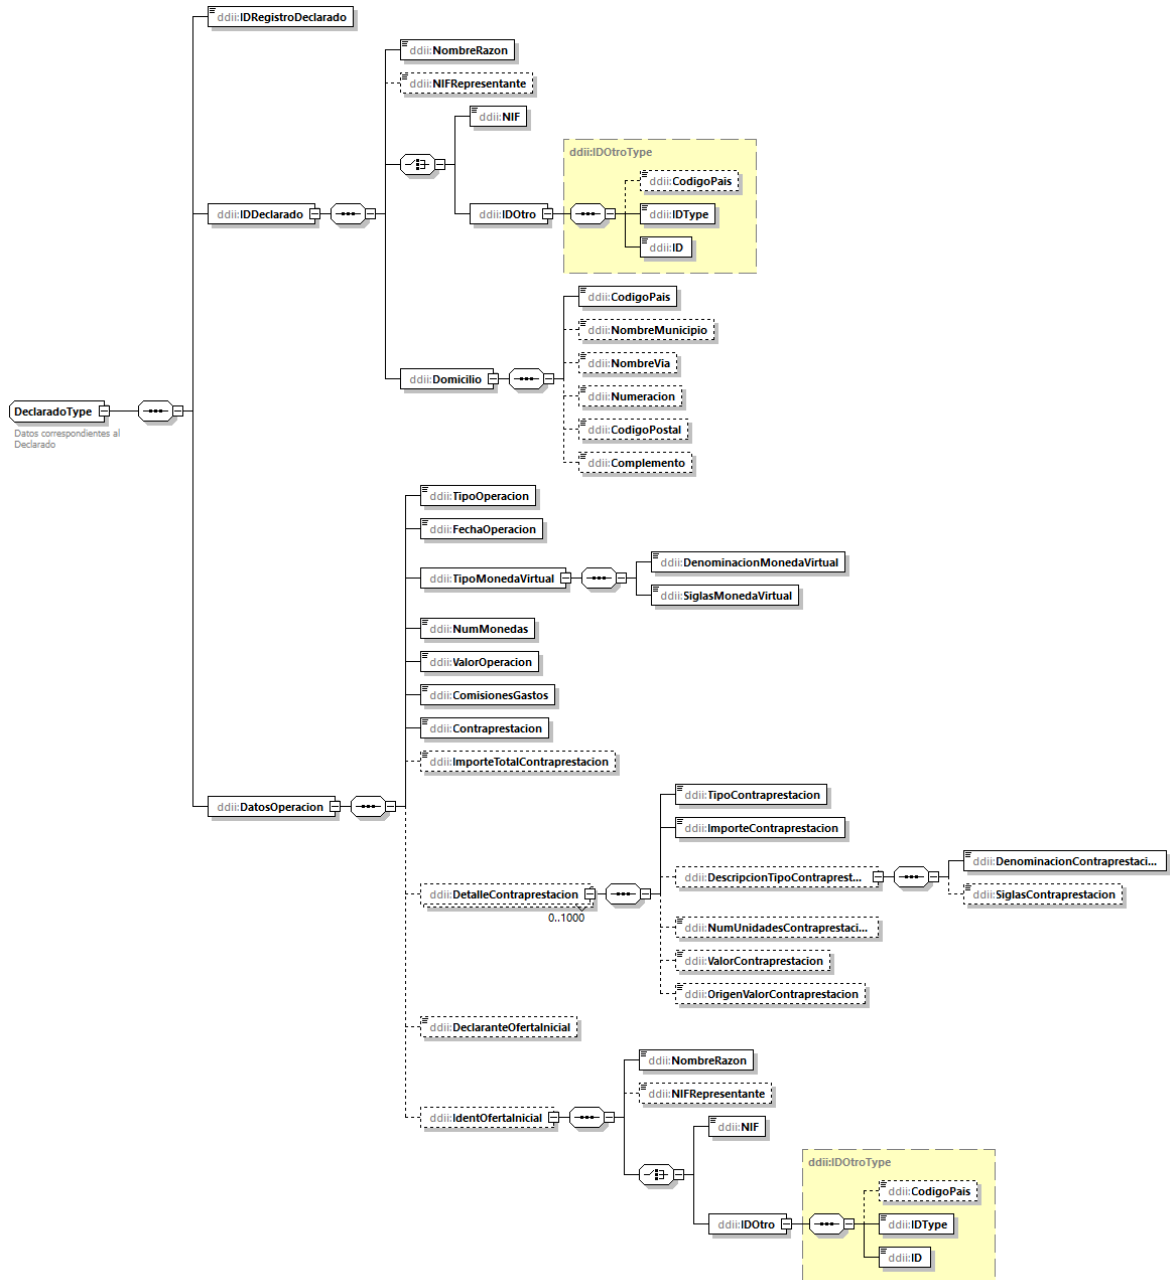 ddii:IDRegistroDeclarado
ddii:NombreRazon
ddii:NIFRepresentante
ddii:NIF
ddii:IDOtroType
ddii:CodigoPais
ddii:IDDeclarado
ddii:IDOtro
ddii:IDType
ddii:ID
ddii:CodigoPais
ddii:NombreMunicipio
ddii:NombreVia
ddii:Domicilio
ddii:Numeracion
DeclaradoType
Datos correspondientes al
Declarado
ddii:CodigoPostal
ddii:Complemento
ddii:TipoOperacion
ddii:FechaOperacion
ddii:DenominacionMonedaVirtual
ddii:TipoMonedaVirtual
ddii:SiglasMonedaVirtual
ddii:NumMonedas
ddii:ValorOperacion
ddii:ComisionesGastos
ddii:Contraprestacion
ddii:ImporteTotalContraprestacion
ddii:DatosOperacion
ddii:TipoContraprestacion
ddii:ImporteContraprestacion
ddii:DenominacionContraprestaci...
ddii:DescripcionTipoContraprest...
ddii:DetalleContraprestacion
0..1000
ddii:SiglasContraprestacion
ddii:NumUnidadesContraprestaci...
ddii:ValorContraprestacion
ddii:OrigenValorContraprestacion
ddii:DeclaranteOfertaInicial
ddii:NombreRazon
ddii:NIFRepresentante
ddii:IdentOfertaInicial
ddii:NIF
ddii:IDOtroType
ddii:CodigoPais
ddii:IDOtro
ddii:IDType
ddii:ID